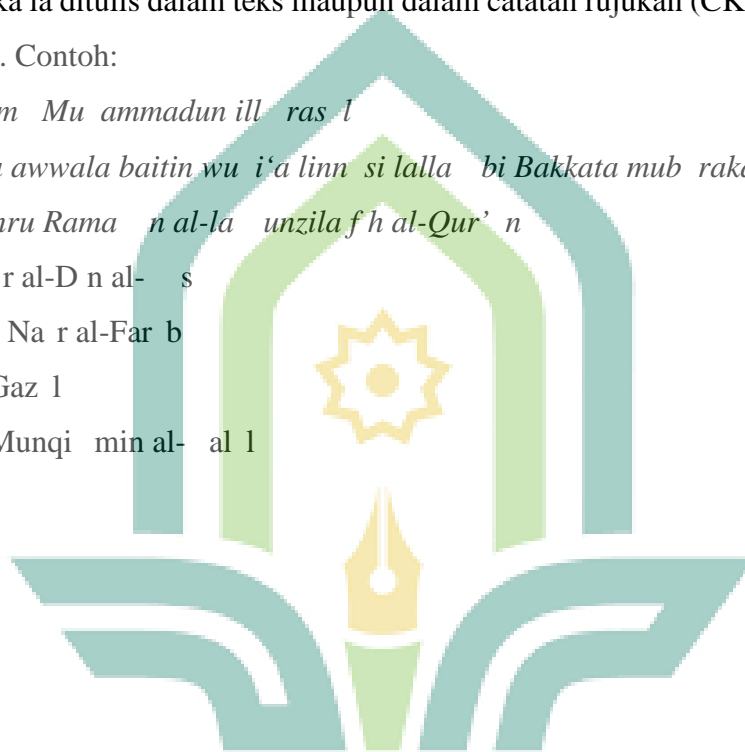 ka ia ditulis dalam teks maupun dalam catatan rujukan (CK
. Contoh:
m Mu ammadun ill ras l
a awwala baitin wu i‘a linn si lalla bi Bakkata mub raka
hru Rama n al-la unzila f h al-Qur’ n
r al-D n al- s
Na r al-Far b
Gaz l
Munqi min al- al l